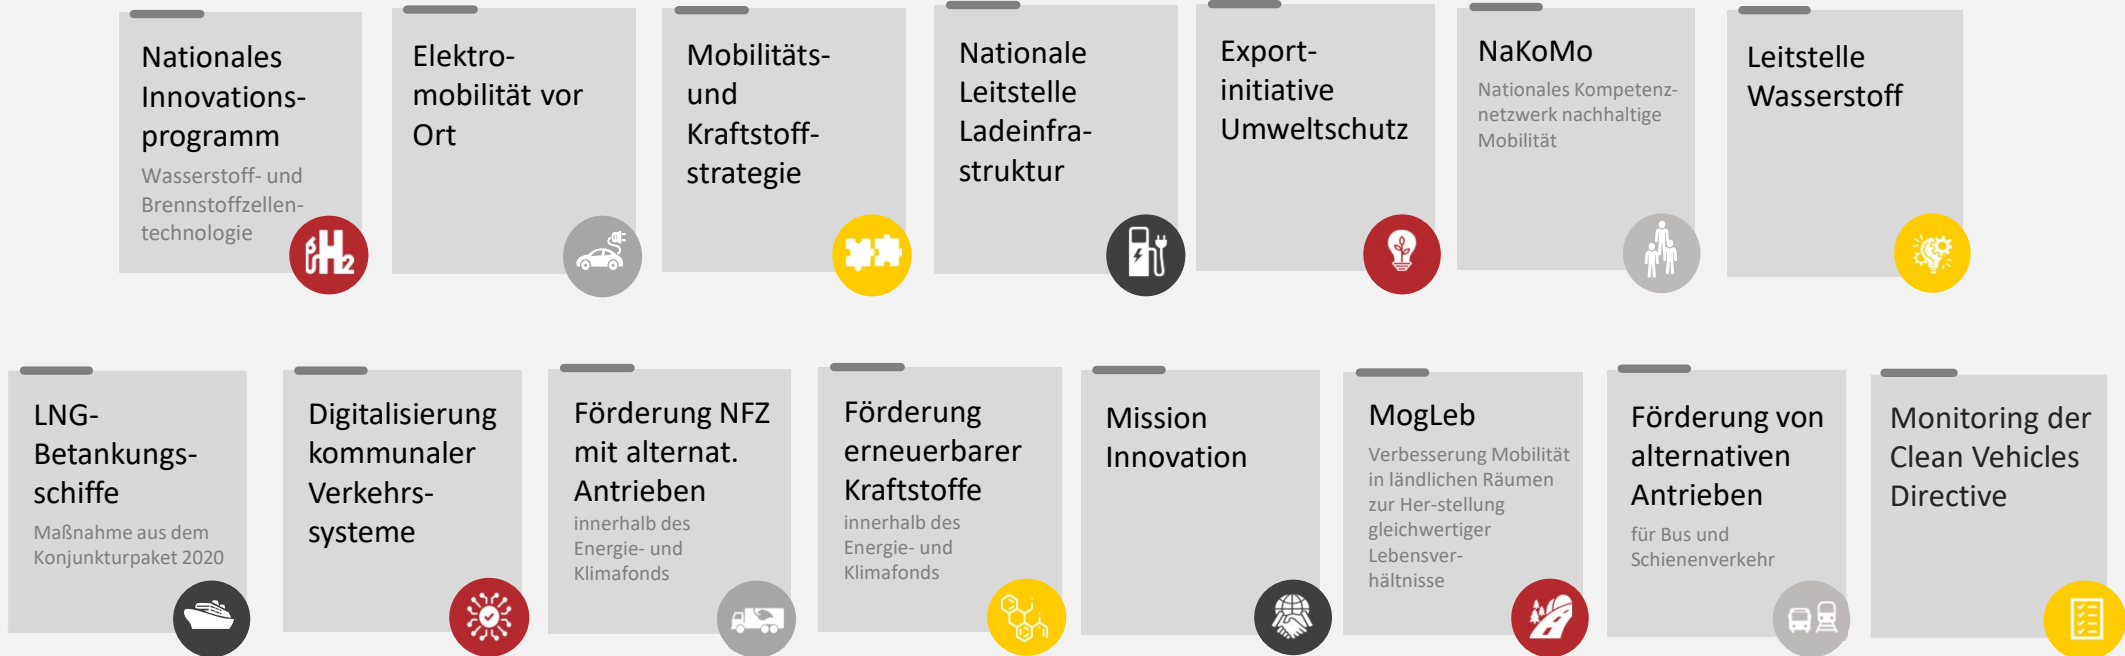 Nationales
Innovations-
programm
Wasserstoff- und
Brennstoffzellen-
technologie
H2
Elektro-
mobilität vor
Ort
Mobilitäts-
und
Kraftstoff-
strategie
Nationale
Leitstelle
Ladeinfra-
struktur
Export-
initiative
Umweltschutz
NaKoMo
Nationales Kompetenz-
netzwerk nachhaltige
Mobilität
Leitstelle
Wasserstoff
LNG-
Betankungs-
schiffe
Maßnahme aus dem
Konjunkturpaket 2020
Digitalisierung
kommunaler
Verkehrs-
systeme
Förderung NFZ
mit alternat.
Antrieben
innerhalb des
Energie- und
Klimafonds
Förderung
erneuerbarer
Kraftstoffe
innerhalb des
Energie- und
Klimafonds
Mission
Innovation
MogLeb
Verbesserung Mobilität
in ländlichen Räumen
zur Her-stellung
gleichwertiger
Lebensver-
hältnisse
Förderung von
alternativen
Antrieben
für Bus und
Schienenverkehr
Monitoring der
Clean Vehicles
Directive